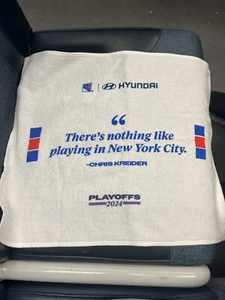 HYUNDAI
“
There's nothing like
playing in New York City.
-CHRIS KREIDER
PLAYOFFS
2024